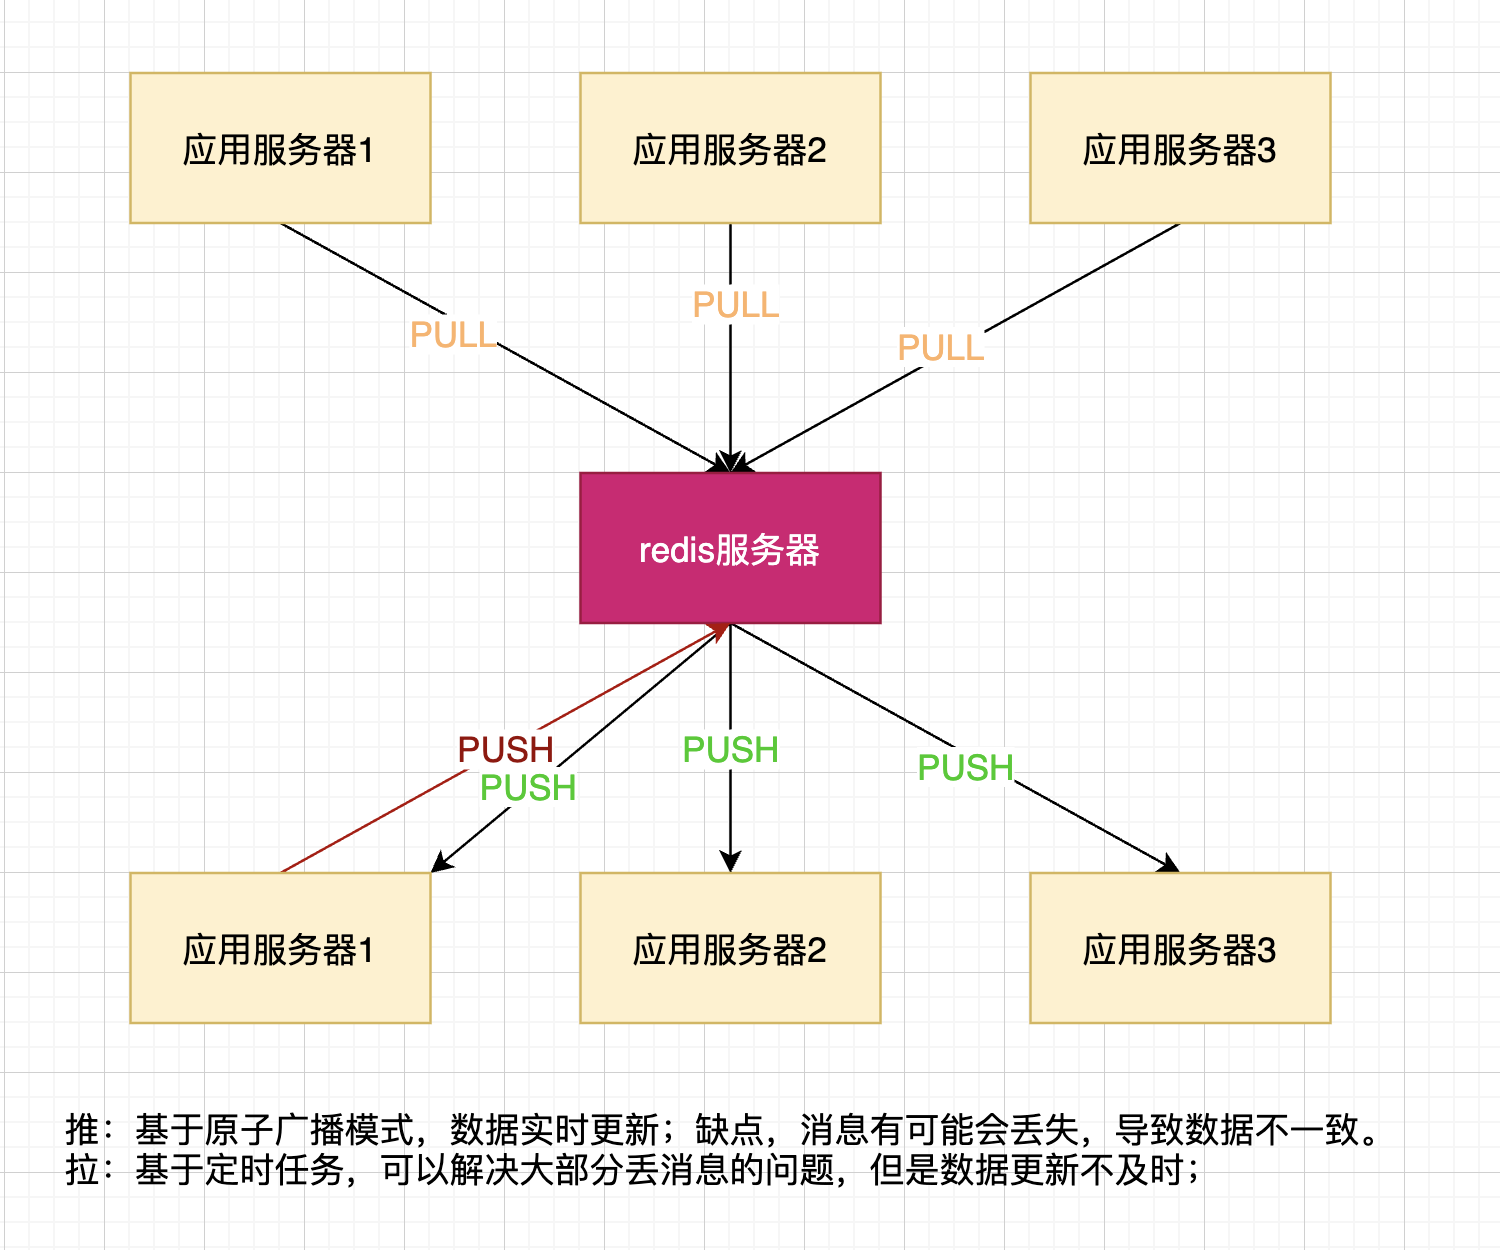 应用服务器1
应用服务器2
应用服务器3
PULL
PULL
PULL
redis服务器
PUSH
PUSH
PUSH
PUSH
应用服务器1
应用服务器2
应用服务器3
推：基于原子广播模式，数据实时更新；缺点，消息有可能会丢失，导致数据不一致。
拉：基于定时任务，可以解决大部分丢消息的问题，但是数据更新不及时；